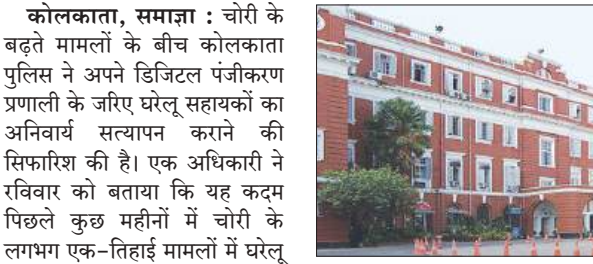 कोलकाता, समाज्ञा : चोरी के
बढ़ते मामलों के बीच कोलकाता
पुलिस ने अपने डिजिटल पंजीकरण
प्रणाली के जरिए घरेलू सहायकों का
अनिवार्य सत्यापन कराने की
सिफारिश की है। एक अधिकारी ने
रविवार को बताया कि यह कदम
पिछले कुछ महीनों में चोरी के
लगभग एक-तिहाई मामलों में घरेलू